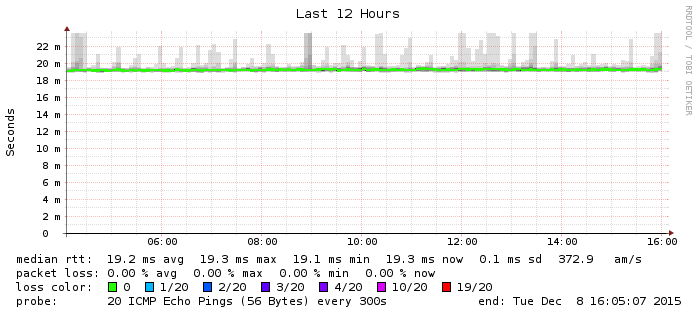 Last 12 Hours
RRDTOOL / TOBI OETIKER
Seconds
22 m
20 m
18 m
16 m
14 m
12 m
10 m
8 m
6 m
4 m
2 m
0
06:00 08:00 10:00 12:00 14:00 16:00
median rtt: 19.2 ms avg 19.3 ms max 19.1 ms min 19.3 ms now 0.1 ms sd 372.9 am/s
packet loss: 0.00 % avg 0.00 % max 0.00 % min 0.00 % now
loss color: 0 1/20 2/20 3/20 4/20 10/20 19/20
probe: 20 ICMP Echo Pings (56 Bytes) every 300s end: Tue Dec 8 16:05:07 2015